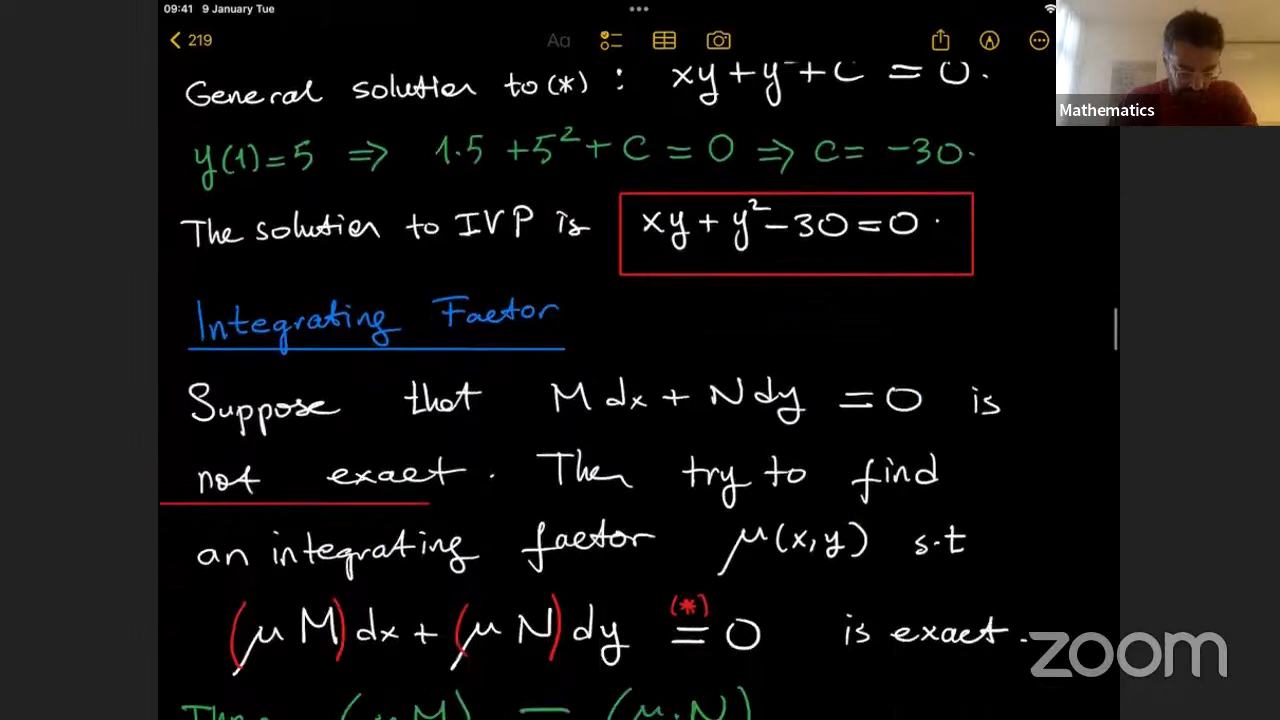 09:41 9 January Tue
219
Aa
Mathematics
General solution to (*) : xy + y² + C = 0.
y(1) = 5 ⇒ 1.5 + 5² + C = 0 ⇒ C = -30.
The solution to IVP is xy + y² - 30 = 0.
Integrating Factor
Suppose that M dx + N dy = 0 is
not exact. Then try to find
an integrating factor μ(x,y) s.t
(μ M) dx + (μ N) dy (*) = 0 is exact.
zoom
Then (μ M) = (μ.N)